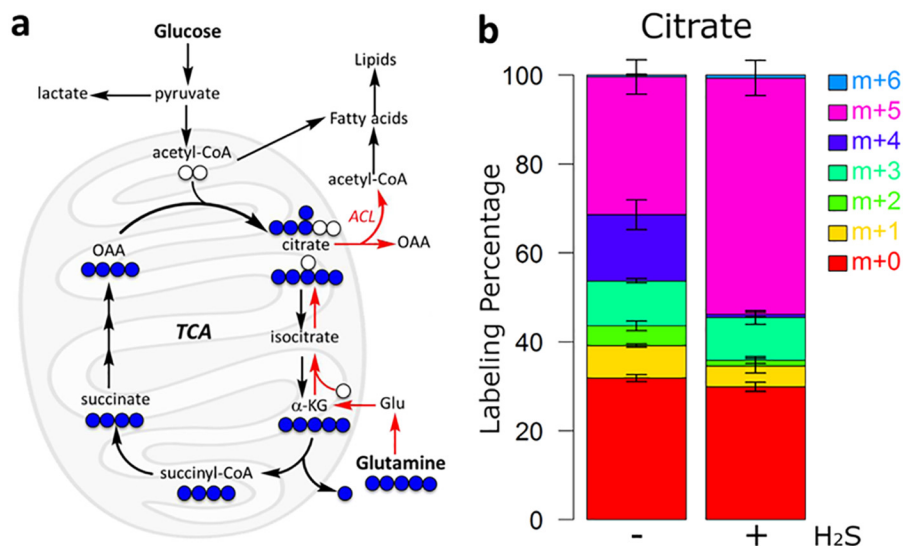 a
Glucose
lactate
pyruvate
Lipids
Fatty acids
acetyl-CoA
acetyl-CoA
ACL
citrate
OAA
OAA
TCA
isocitrate
succinate
α-KG
Glu
succinyl-CoA
Glutamine
b
Citrate
Labeling Percentage
100
80
60
40
20
0
m+6
m+5
m+4
m+3
m+2
m+1
m+0
- + H₂S